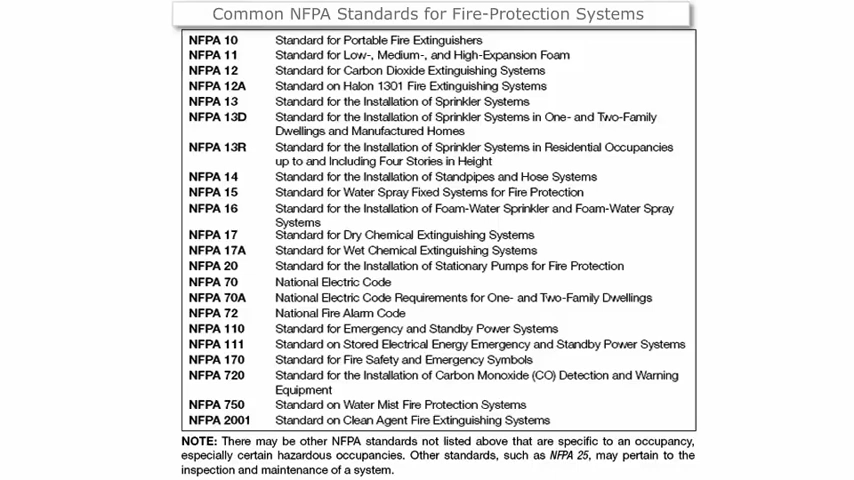 Common NFPA Standards for Fire-Protection Systems
NFPA 10 Standard for Portable Fire Extinguishers
NFPA 11 Standard for Low-, Medium-, and High-Expansion Foam
NFPA 12 Standard for Carbon Dioxide Extinguishing Systems
NFPA 12A Standard on Halon 1301 Fire Extinguishing Systems
NFPA 13 Standard for the Installation of Sprinkler Systems
NFPA 13D Standard for the Installation of Sprinkler Systems in One- and Two-Family
Dwellings and Manufactured Homes
NFPA 13R Standard for the Installation of Sprinkler Systems in Residential Occupancies
up to and Including Four Stories in Height
NFPA 14 Standard for the Installation of Standpipes and Hose Systems
NFPA 15 Standard for Water Spray Fixed Systems for Fire Protection
NFPA 16 Standard for the Installation of Foam-Water Sprinkler and Foam-Water Spray
Systems
NFPA 17 Standard for Dry Chemical Extinguishing Systems
NFPA 17A Standard for Wet Chemical Extinguishing Systems
NFPA 20 Standard for the Installation of Stationary Pumps for Fire Protection
NFPA 70 National Electric Code
NFPA 70A National Electric Code Requirements for One- and Two-Family Dwellings
NFPA 72 National Fire Alarm Code
NFPA 110 Standard for Emergency and Standby Power Systems
NFPA 111 Standard on Stored Electrical Energy Emergency and Standby Power Systems
NFPA 170 Standard for Fire Safety and Emergency Symbols
NFPA 720 Standard for the Installation of Carbon Monoxide (CO) Detection and Warning
Equipment
NFPA 750 Standard on Water Mist Fire Protection Systems
NFPA 2001 Standard on Clean Agent Fire Extinguishing Systems
NOTE: There may be other NFPA standards not listed above that are specific to an occupancy,
especially certain hazardous occupancies. Other standards, such as NFPA 25, may pertain to the
inspection and maintenance of a system.